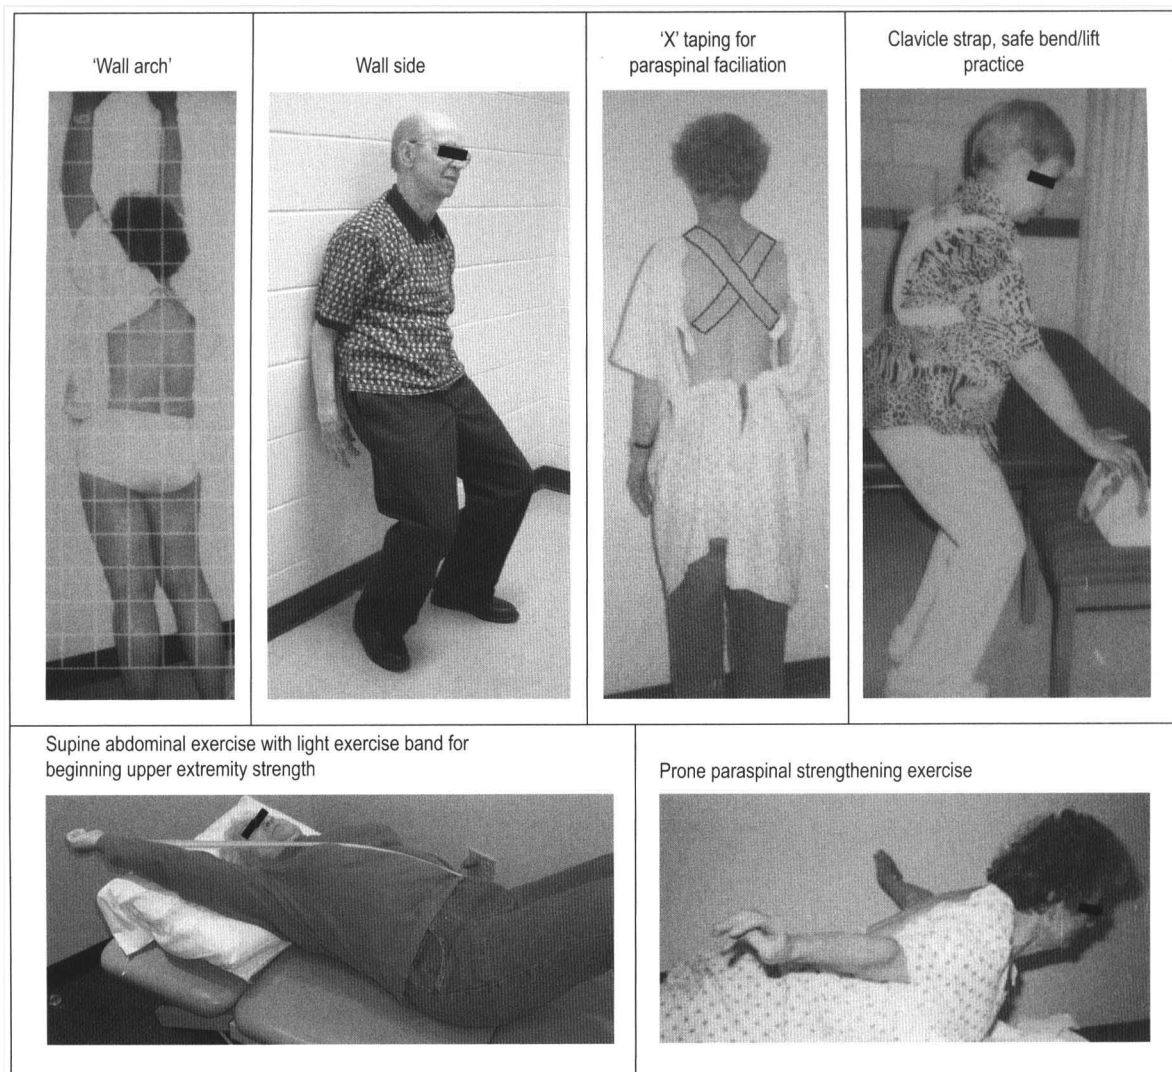 'Wall arch'
Wall side
'X' taping for
paraspinal faciliation
Clavicle strap, safe bend/lift
practice
Supine abdominal exercise with light exercise band for
beginning upper extremity strength
Prone paraspinal strengthening exercise